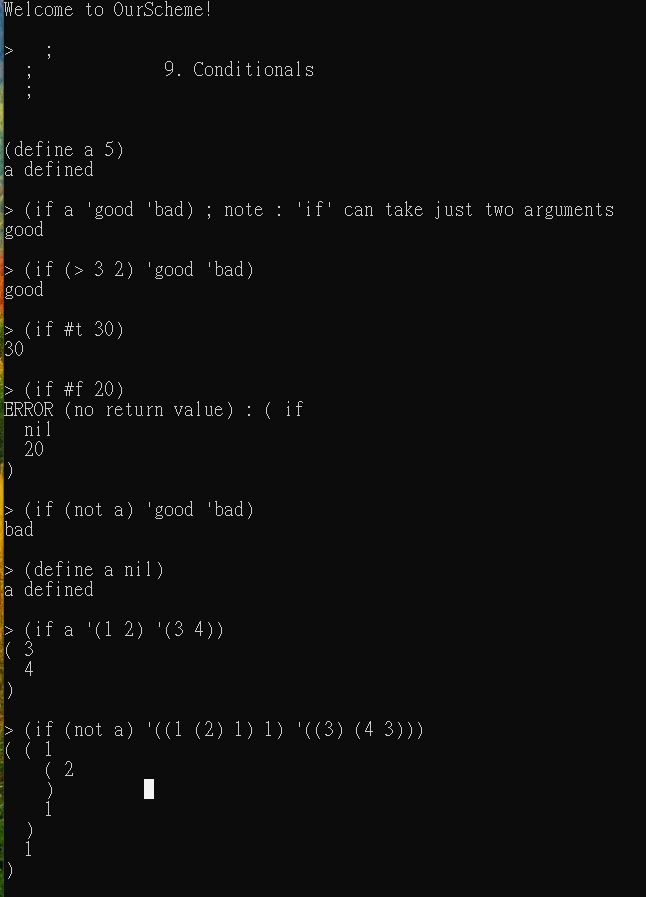 Welcome to OurScheme!
>   ;
  ;             9. Conditionals
  ;
(define a 5)
a defined
> (if a 'good 'bad) ; note : 'if' can take just two arguments
good
> (if (> 3 2) 'good 'bad)
good
> (if #t 30)
30
> (if #f 20)
ERROR (no return value) : ( if
  nil
  20
)
> (if (not a) 'good 'bad)
bad
> (define a nil)
a defined
> (if a '(1 2) '(3 4))
( 3
  4
)
> (if (not a) '((1 (2) 1) 1) '((3) (4 3)))
( ( 1
    ( 2
    )
    1
  )
  1
)